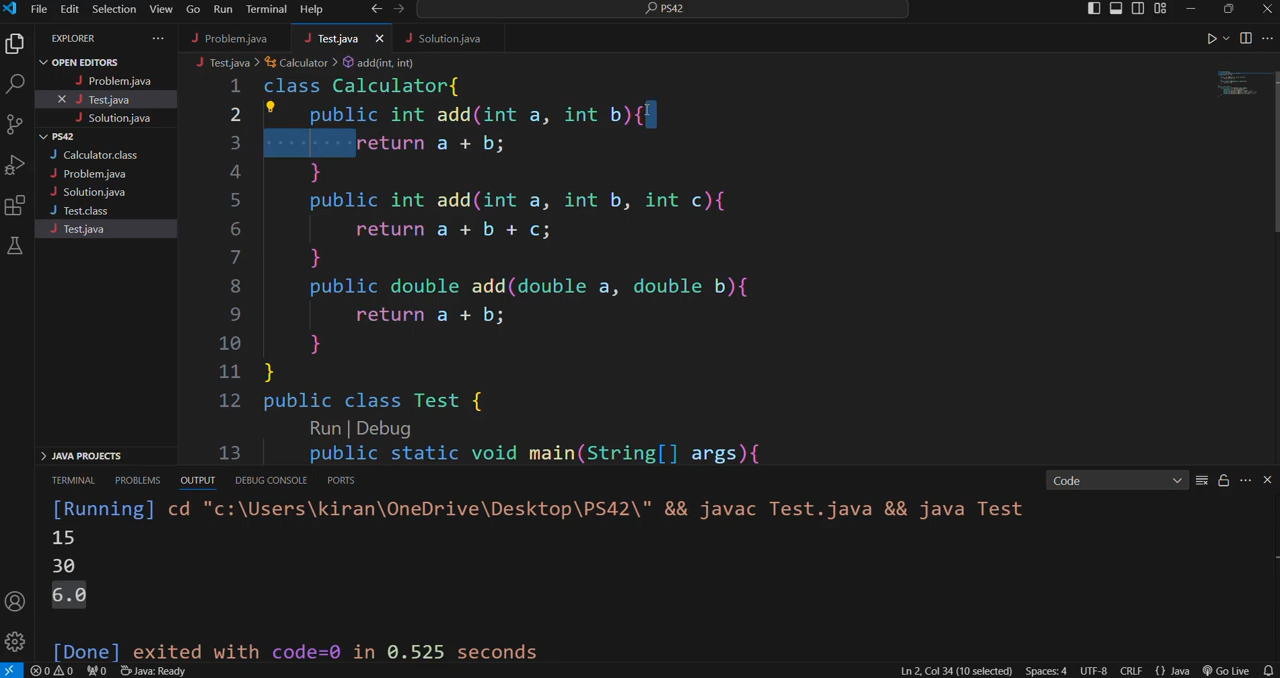 File Edit Selection View Go Run Terminal Help PS42
EXPLORER
OPEN EDITORS
Problem.java
Test.java
Solution.java
PS42
Calculator.class
Problem.java
Solution.java
Test.class
Test.java
JAVA PROJECTS
Problem.java Test.java Solution.java
Test.java > Calculator > add(int, int)
1 class Calculator{
2 public int add(int a, int b){
3 return a + b;
4 }
5 public int add(int a, int b, int c){
6 return a + b + c;
7 }
8 public double add(double a, double b){
9 return a + b;
10 }
11 }
12 public class Test {
Run | Debug
13 public static void main(String[] args){
TERMINAL PROBLEMS OUTPUT DEBUG CONSOLE PORTS Code
[Running] cd "c:\Users\kiran\OneDrive\Desktop\PS42\" && javac Test.java && java Test
15
30
6.0
[Done] exited with code=0 in 0.525 seconds
0 0 0 Java: Ready Ln 2, Col 34 (10 selected) Spaces: 4 UTF-8 CRLF {} Java Go Live